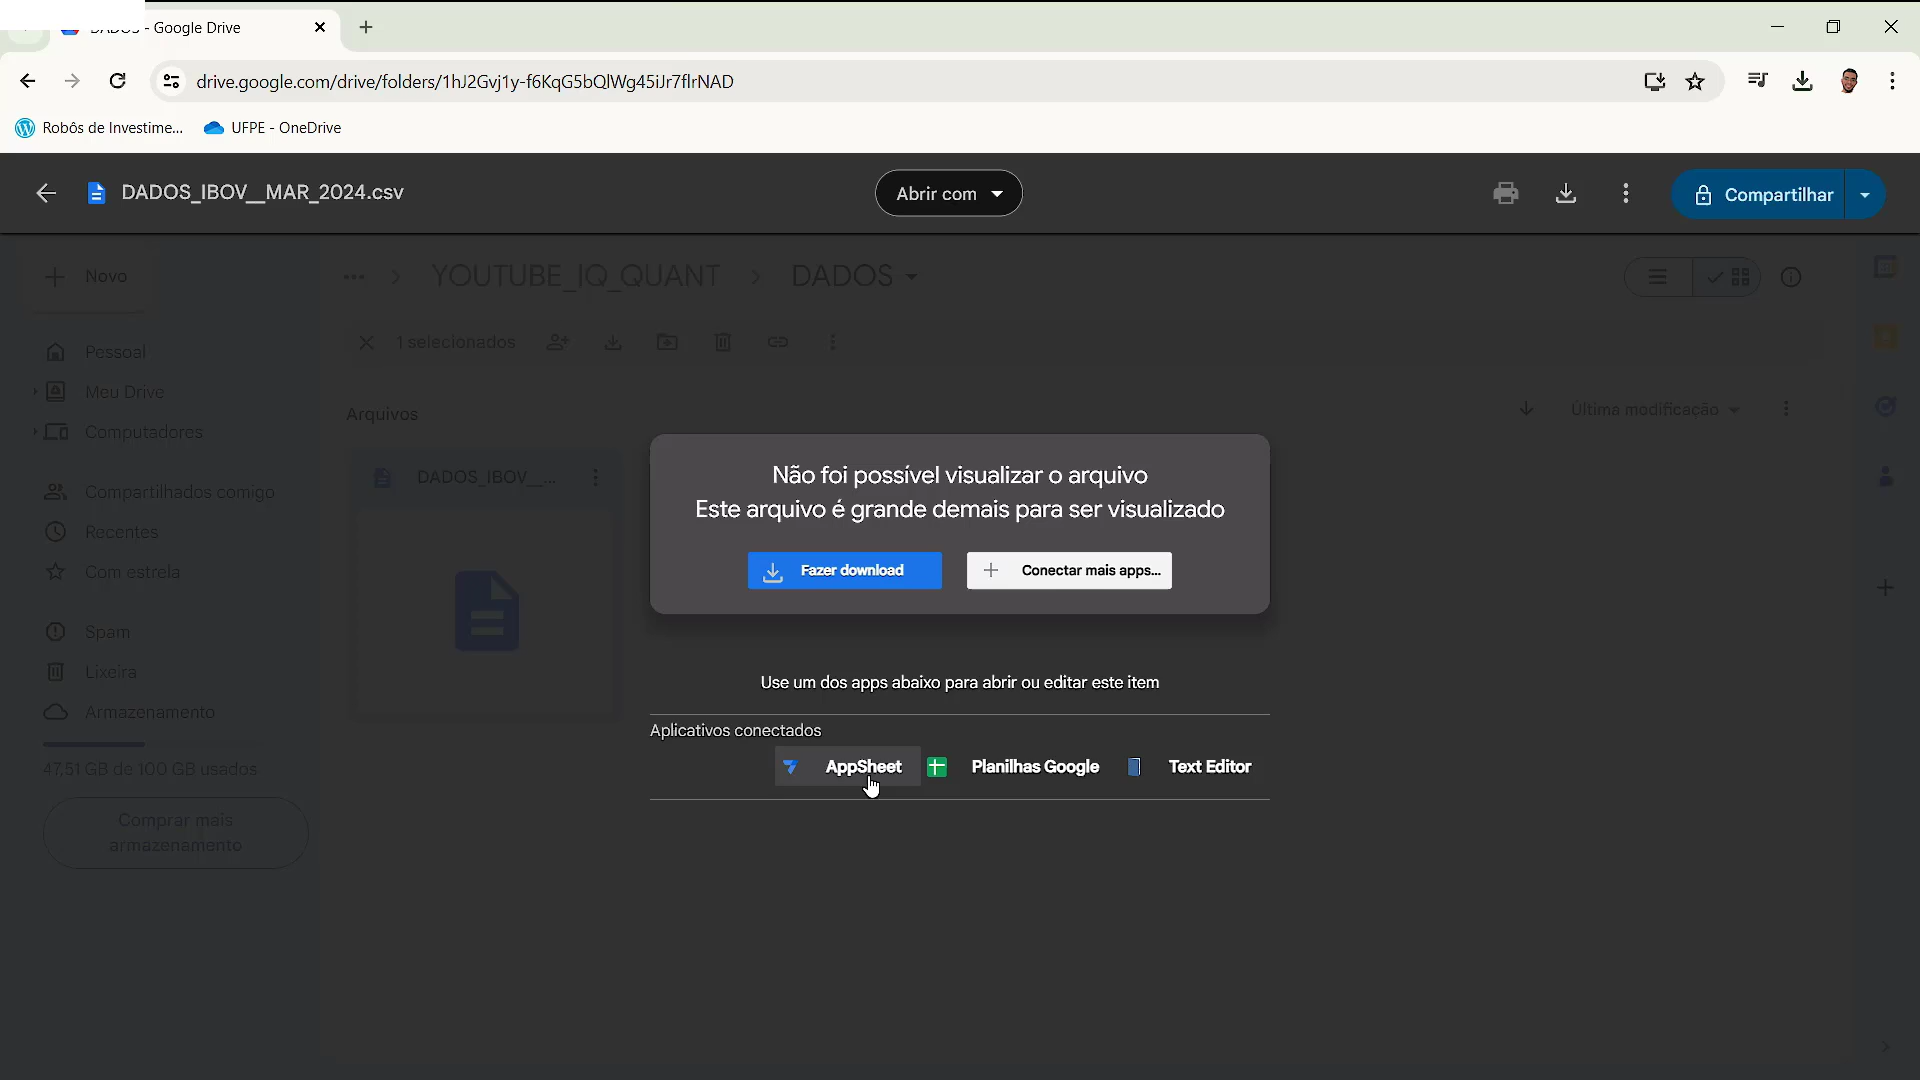 - Google Drive
drive.google.com/drive/folders/1hJ2Gvj1y-f6KqG5bQlWg45iJr7flrNAD
Robôs de Investime...
UFPE - OneDrive
DADOS_IBOV__MAR_2024.csv
Abrir com
Compartilhar
Novo
YOUTUBE_JQ_QUANT
DADOS
1 selecionados
Pessoal
Meu Drive
Computadores
Arquivos
Última modificação
DADOS_IBOV__...
Compartilhados comigo
Recentes
Com estrela
Não foi possível visualizar o arquivo
Este arquivo é grande demais para ser visualizado
Fazer download
Conectar mais apps...
Spam
Lixeira
Armazenamento
47,51 GB de 100 GB usados
Comprar mais
armazenamento
Use um dos apps abaixo para abrir ou editar este item
Aplicativos conectados
AppSheet
Planilhas Google
Text Editor